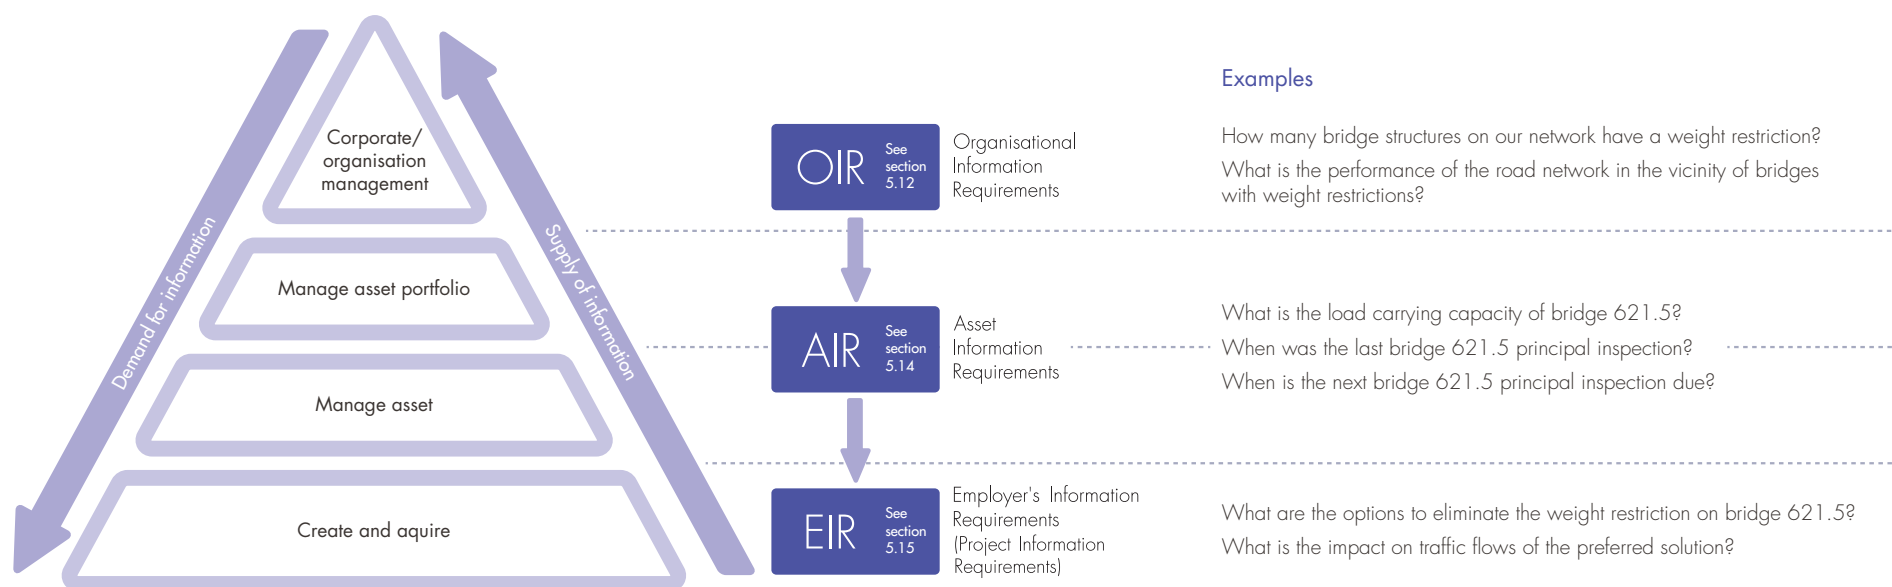 Demand for information
Supply of information
Corporate/
organisation
management
Manage asset portfolio
Manage asset
Create and aquire
OIR
See
section
5.12
Organisational
Information
Requirements
AIR
See
section
5.14
Asset
Information
Requirements
EIR
See
section
5.15
Employer's Information
Requirements
(Project Information
Requirements)
Examples
How many bridge structures on our network have a weight restriction?
What is the performance of the road network in the vicinity of bridges
with weight restrictions?
What is the load carrying capacity of bridge 621.5?
When was the last bridge 621.5 principal inspection?
When is the next bridge 621.5 principal inspection due?
What are the options to eliminate the weight restriction on bridge 621.5?
What is the impact on traffic flows of the preferred solution?